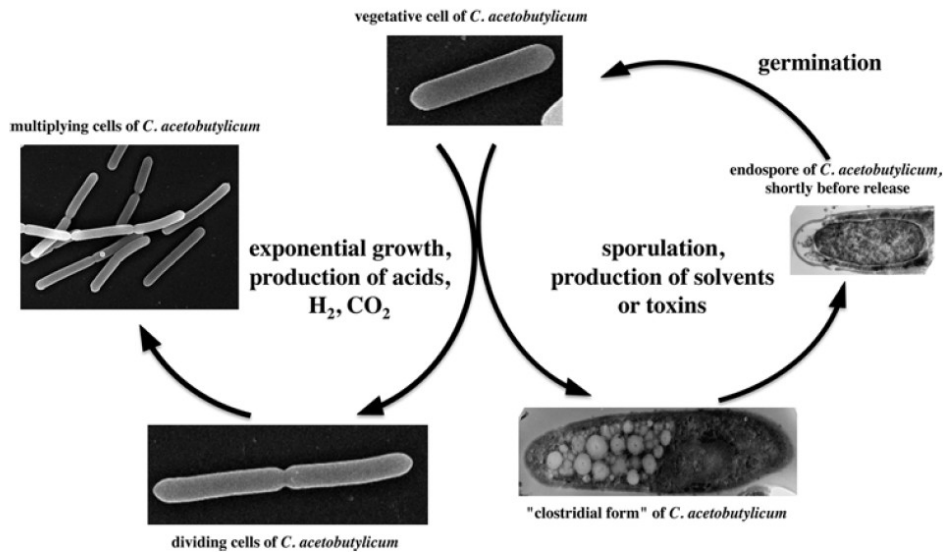 vegetative cell of C. acetobutylicum
germination
multiplying cells of C. acetobutylicum
endospore of C. acetobutylicum,
shortly before release
exponential growth,
production of acids,
H₂, CO₂
sporulation,
production of solvents
or toxins
"clostridial form" of C. acetobutylicum
dividing cells of C. acetobutylicum